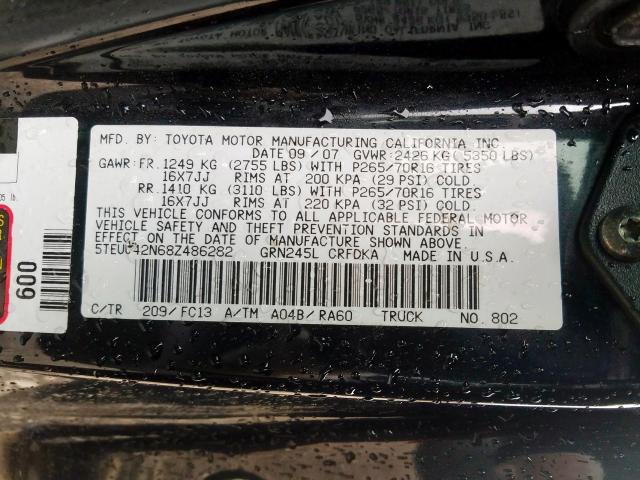 MFD. BY: TOYOTA MOTOR MANUFACTURING CALIFORNIA INC.
DATE 09/07 GVWR: 2426 KG (5350 LBS)
GAWR: FR. 1249 KG (2755 LBS) WITH P265/70R16 TIRES
16X7JJ RIMS AT 200 KPA (29 PSI) COLD.
RR. 1410 KG (3110 LBS) WITH P265/70R16 TIRES
16X7JJ RIMS AT 220 KPA (32 PSI) COLD.
THIS VEHICLE CONFORMS TO ALL APPLICABLE FEDERAL MOTOR
VEHICLE SAFETY AND THEFT PREVENTION STANDARDS IN
EFFECT ON THE DATE OF MANUFACTURE SHOWN ABOVE.
5TEUU42N68Z486282 GRN245L CRFDKA MADE IN U.S.A.
C/TR 209/FC13 A/TM A04B/RA60 TRUCK NO. 802
600